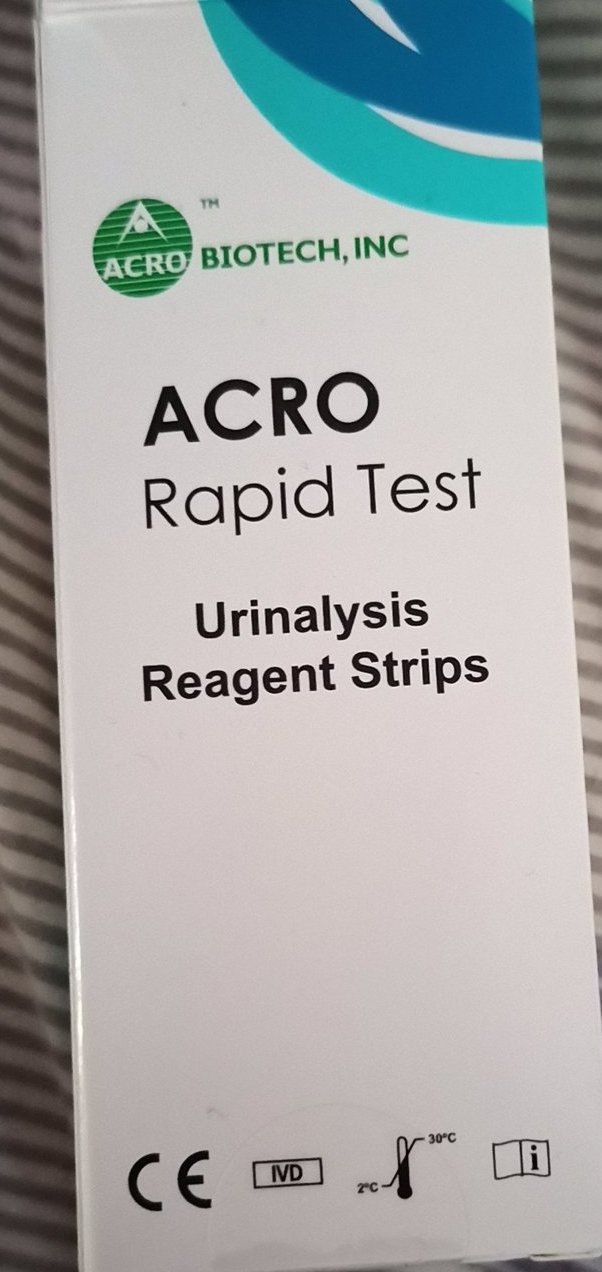 TM
ACRO BIOTECH, INC
ACRO
Rapid Test
Urinalysis
Reagent Strips
CE IVD 2°C 30°C i